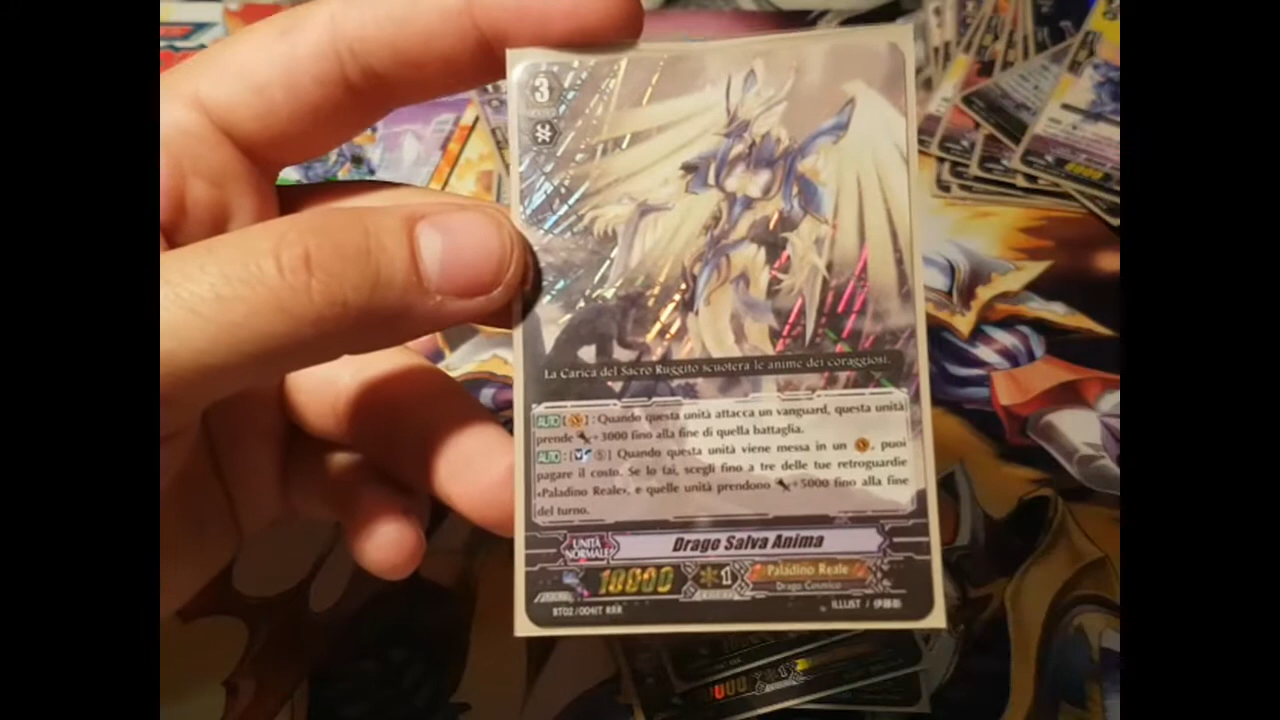 3
La Carica del Sacro Ruggito scuoterà le anime dei coraggiosi.
AUTO [ ] : Quando questa unità attacca un vanguard, questa unità
prende +3000 fino alla fine di quella battaglia.
AUTO : [ ] Quando questa unità viene messa in un , puoi
pagare il costo. Se lo fai, scegli fino a tre delle tue retroguardie
«Paladino Reale», e quelle unità prendono +5000 fino alla fine
del turno.
UNITÀ
NORMALE
Drago Salva Anima
10000
1
Paladino Reale
Drago Cosmico
BT02/004IT RRR
ILLUST / 伊藤彰